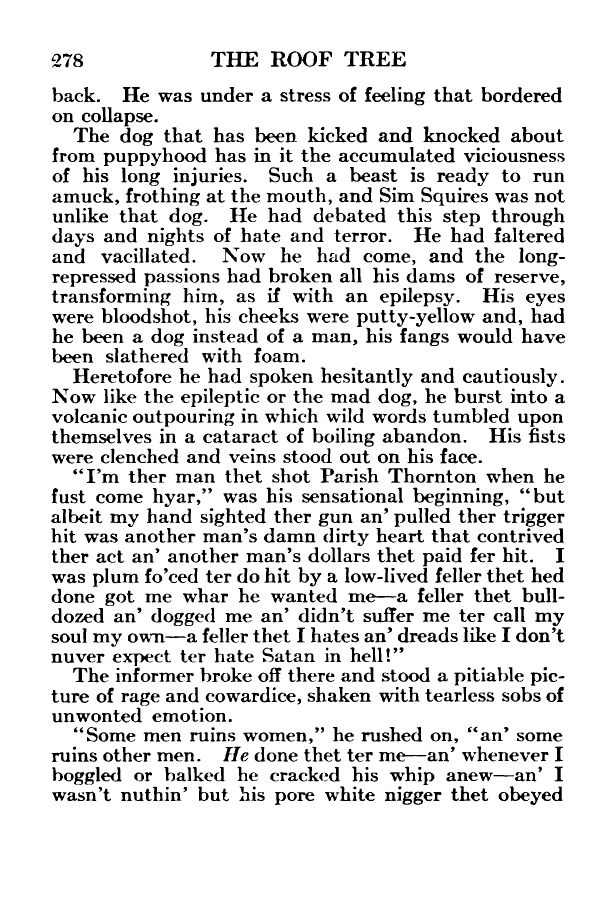 278 THE ROOF TREE
back. He was under a stress of feeling that bordered
on collapse.
The dog that has been kicked and knocked about
from puppyhood has in it the accumulated viciousness
of his long injuries. Such a beast is ready to run
amuck, frothing at the mouth, and Sim Squires was not
unlike that dog. He had debated this step through
days and nights of hate and terror. He had faltered
and vacillated. Now he had come, and the long-
repressed passions had broken all his dams of reserve,
transforming him, as if with an epilepsy. His eyes
were bloodshot, his cheeks were putty-yellow and, had
he been a dog instead of a man, his fangs would have
been slathered with foam.
Heretofore he had spoken hesitantly and cautiously.
Now like the epileptic or the mad dog, he burst into a
volcanic outpouring in which wild words tumbled upon
themselves in a cataract of boiling abandon. His fists
were clenched and veins stood out on his face.
"I'm ther man thet shot Parish Thornton when he
fust come hyar," was his sensational beginning, "but
albeit my hand sighted ther gun an' pulled ther trigger
hit was another man's damn dirty heart that contrived
ther act an' another man's dollars thet paid fer hit. I
was plum fo'ced ter do hit by a low-lived feller thet hed
done got me whar he wanted me—a feller thet bull-
dozed an' dogged me an' didn't suffer me ter call my
soul my own—a feller thet I hates an' dreads like I don't
nuver expect ter hate Satan in hell!"
The informer broke off there and stood a pitiable pic-
ture of rage and cowardice, shaken with tearless sobs of
unwonted emotion.
"Some men ruins women," he rushed on, "an' some
ruins other men. He done thet ter me—an' whenever I
boggled or balked he cracked his whip anew—an' I
wasn't nuthin' but his pore white nigger thet obeyed